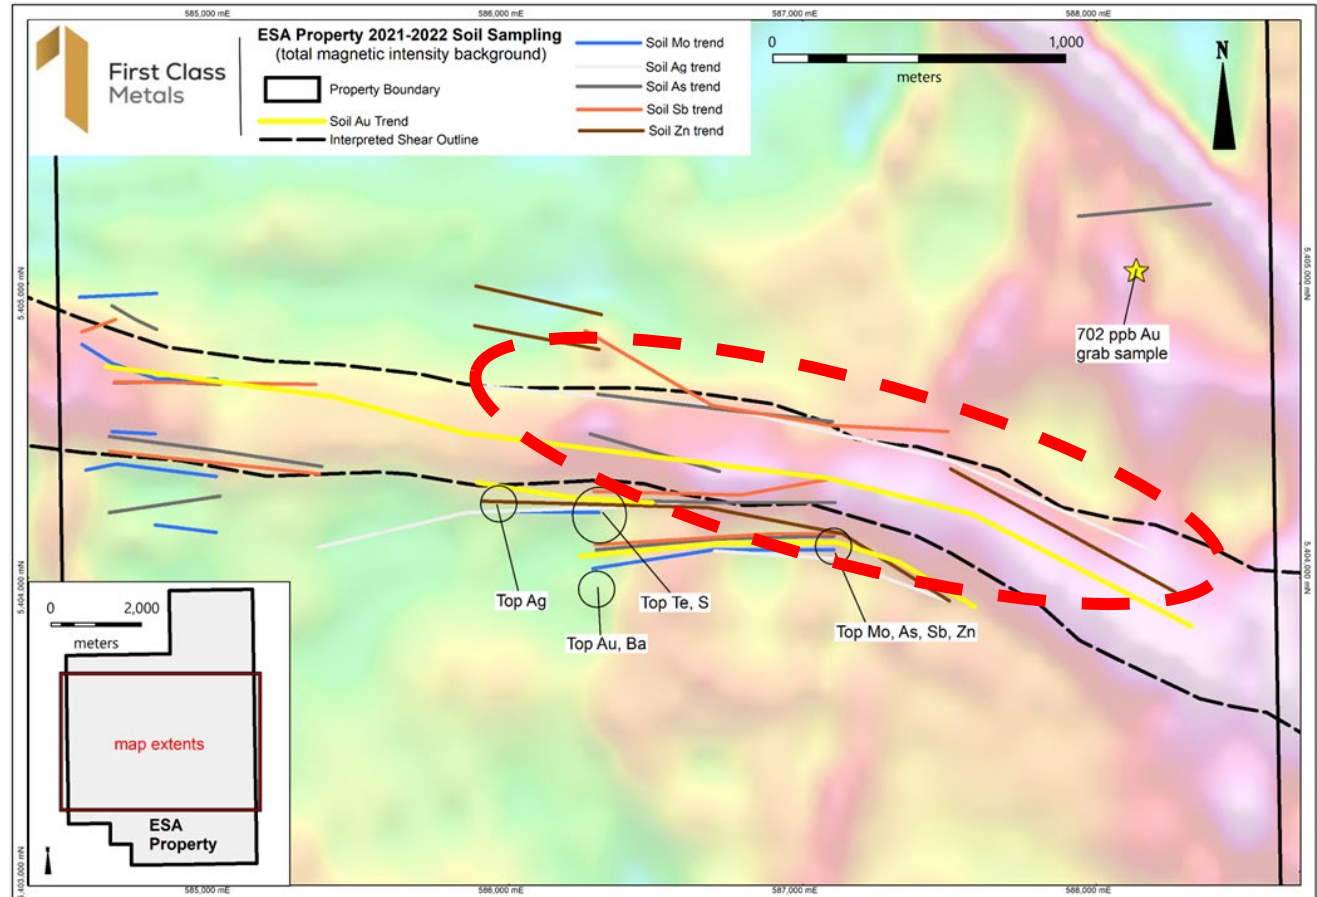 585,000 mE
586,000 mE
587,000 mE
588,000 mE
First Class
Metals
ESA Property 2021-2022 Soil Sampling
(total magnetic intensity background)
Property Boundary
Soil Au Trend
Interpreted Shear Outline
Soil Mo trend
Soil Ag trend
Soil As trend
Soil Sb trend
Soil Zn trend
0 1,000
meters
N
5,405,000 mN
5,405,000 mN
702 ppb Au
grab sample
5,404,000 mN
5,404,000 mN
Top Ag
Top Te, S
Top Au, Ba
Top Mo, As, Sb, Zn
0 2,000
meters
map extents
ESA
Property
5,403,000 mN
585,000 mE
586,000 mE
587,000 mE
588,000 mE